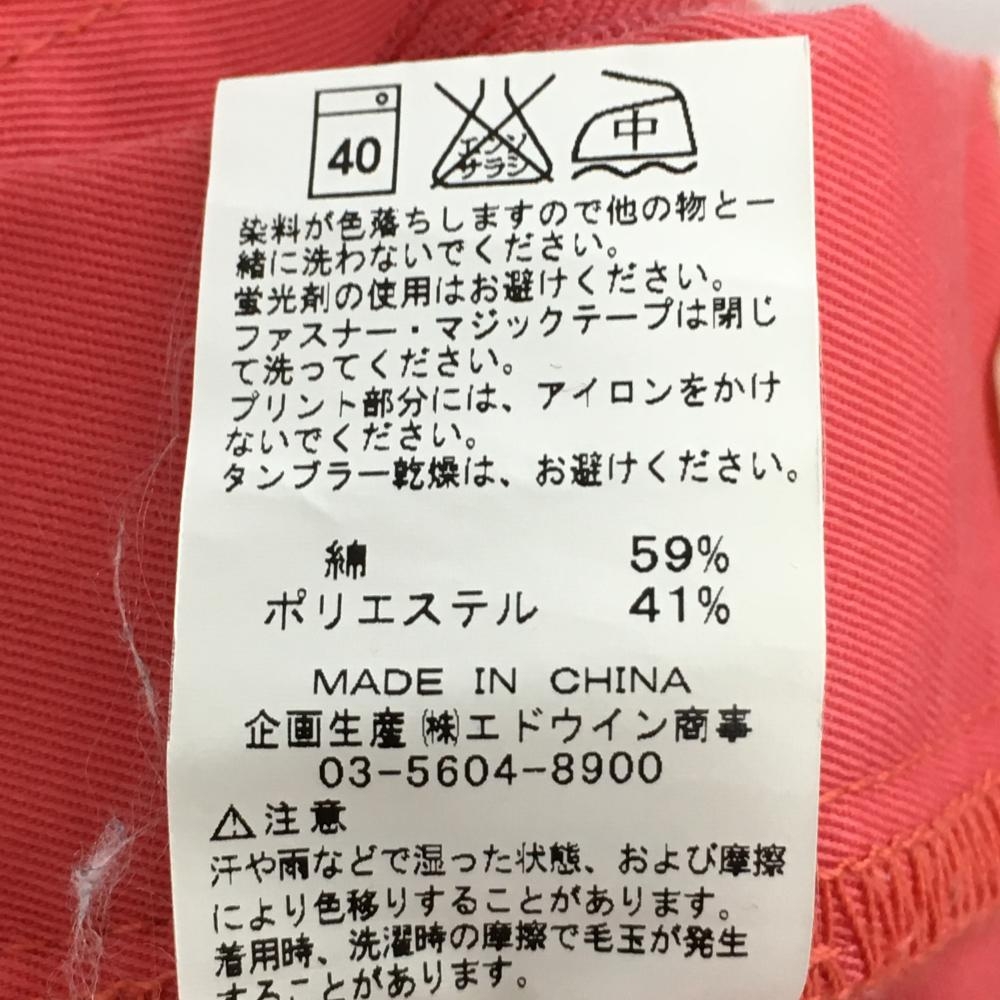 40
エンソ
サラシ
中
染料が色落ちしますので他の物と一
緒に洗わないでください。
蛍光剤の使用はお避けください。
ファスナー・マジックテープは閉じ
て洗ってください。
プリント部分には、アイロンをかけ
ないでください。
タンブラー乾燥は、お避けください。
綿 59%
ポリエステル 41%
MADE IN CHINA
企画生産㈱エドウイン商事
03-5604-8900
⚠注意
汗や雨などで湿った状態、および摩擦
により色移りすることがあります。
着用時、洗濯時の摩擦で毛玉が発生
することがあります。